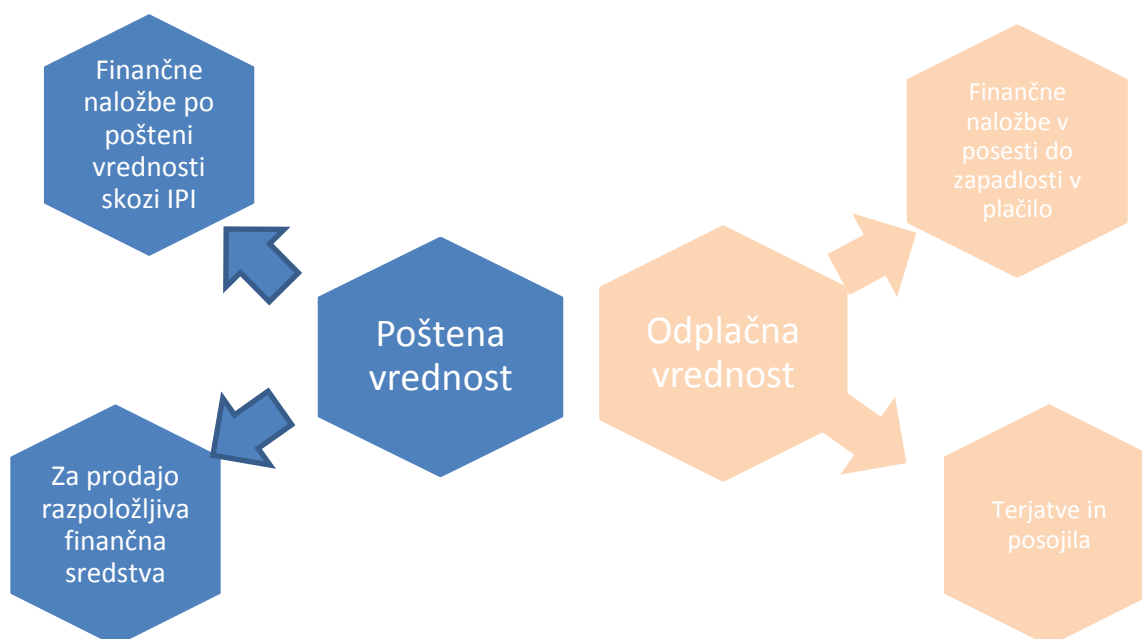 Finančne
naložbe po
pošteni
vrednosti
skozi IPI
Finančne
naložbe v
posesti do
zapadlosti v
plačilo
Poštena
vrednost
Odplačna
vrednost
Za prodajo
razpoložljiva
finančna
sredstva
Terjatve in
posojila